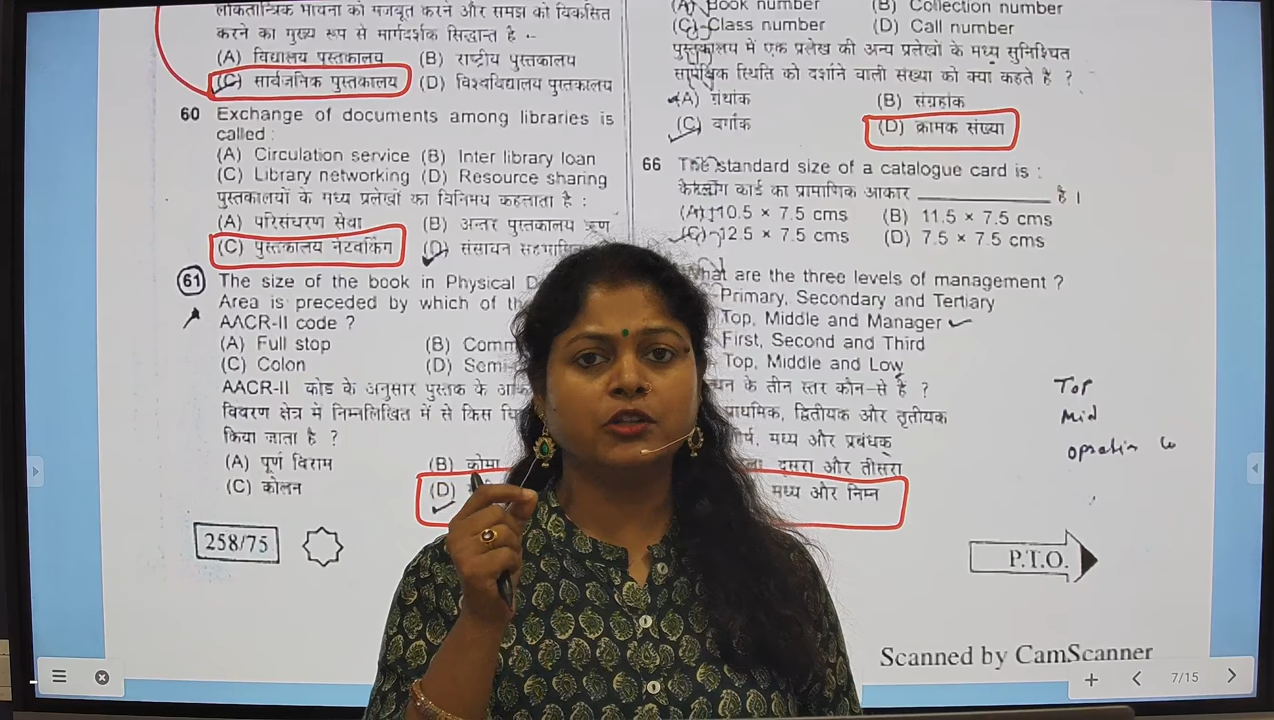 लोकतान्त्रिक भावना को मजबूत करने और समझ को विकसित
करने का मुख्य रूप से मार्गदर्शक सिद्धान्त है :-
(A) विद्यालय पुस्तकालय (B) राष्ट्रीय पुस्तकालय
(C) सार्वजनिक पुस्तकालय (D) विश्वविद्यालय पुस्तकालय
60 Exchange of documents among libraries is
called :
(A) Circulation service (B) Inter library loan
(C) Library networking (D) Resource sharing
पुस्तकालयों के मध्य प्रलेखों का विनिमय कहलाता है :
(A) परिसंचरण सेवा (B) अन्तर पुस्तकालय ऋण
(C) पुस्तकालय नेटवर्किंग (D) संसाधन
61 The size of the book in Physical
Area is preceded by which of
AACR-II code ?
(A) Full stop (B)
(C) Colon (D)
AACR-II कोड के अनुसार पुस्तक के
विवरण क्षेत्र में निम्नलिखित में से किस
किया जाता है ?
(A) पूर्ण विराम (B) कोमा
(C) कोलन (D)
258/75
(A) Book number (B) Collection number
(C) Class number (D) Call number
पुस्तकालय में एक प्रलेख की अन्य प्रलेखों के मध्य सुनिश्चित
सापेक्षिक स्थिति को दर्शाने वाली संख्या को क्या कहते है ?
(A) ग्रंथांक (B) संग्रहांक
(C) वर्गांक (D) क्रामक संख्या
66 The standard size of a catalogue card is :
कैटलॉग कार्ड का प्रामाणिक आकार ____________ है ।
(A) 10.5 × 7.5 cms (B) 11.5 × 7.5 cms
(C) 12.5 × 7.5 cms (D) 7.5 × 7.5 cms
What are the three levels of management ?
Primary, Secondary and Tertiary
Top, Middle and Manager
First, Second and Third
Top, Middle and Low
के तीन स्तर कौन-से है ?
प्राथमिक, द्वितीयक और तृतीयक
मध्य और प्रबंधक
दूसरा और तीसरा
मध्य और निम्न
Top
Mid
P.T.O.
Scanned by CamScanner
7/15